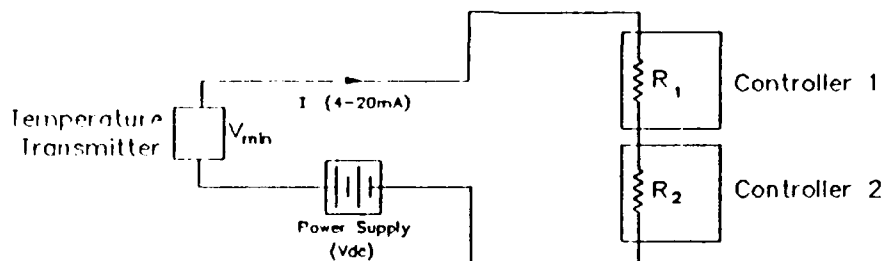 R1
Controller 1
I (4-20mA)
Temperature
Transmitter
Vmin
R2
Controller 2
Power Supply
(Vdc)